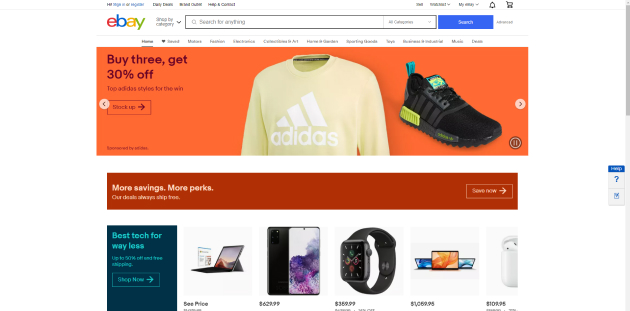 Hi! Sign in or register
Daily Deals
Brand Outlet
Help & Contact
Sell
Watchlist
My eBay
ebay
Shop by category
Search for anything
All Categories
Search
Advanced
Home
Saved
Motors
Fashion
Electronics
Collectibles & Art
Home & Garden
Sporting Goods
Toys
Business & Industrial
Music
Deals
Buy three, get
30% off
Top adidas styles for the win.
Stock up
adidas
Sponsored by adidas
Help
?
More savings. More perks.
Our deals always ship free.
Save now
Best tech for
way less
Up to 50% off and free
shipping.
Shop Now
See Price
$629.99
$359.99
$1,059.95
$109.95